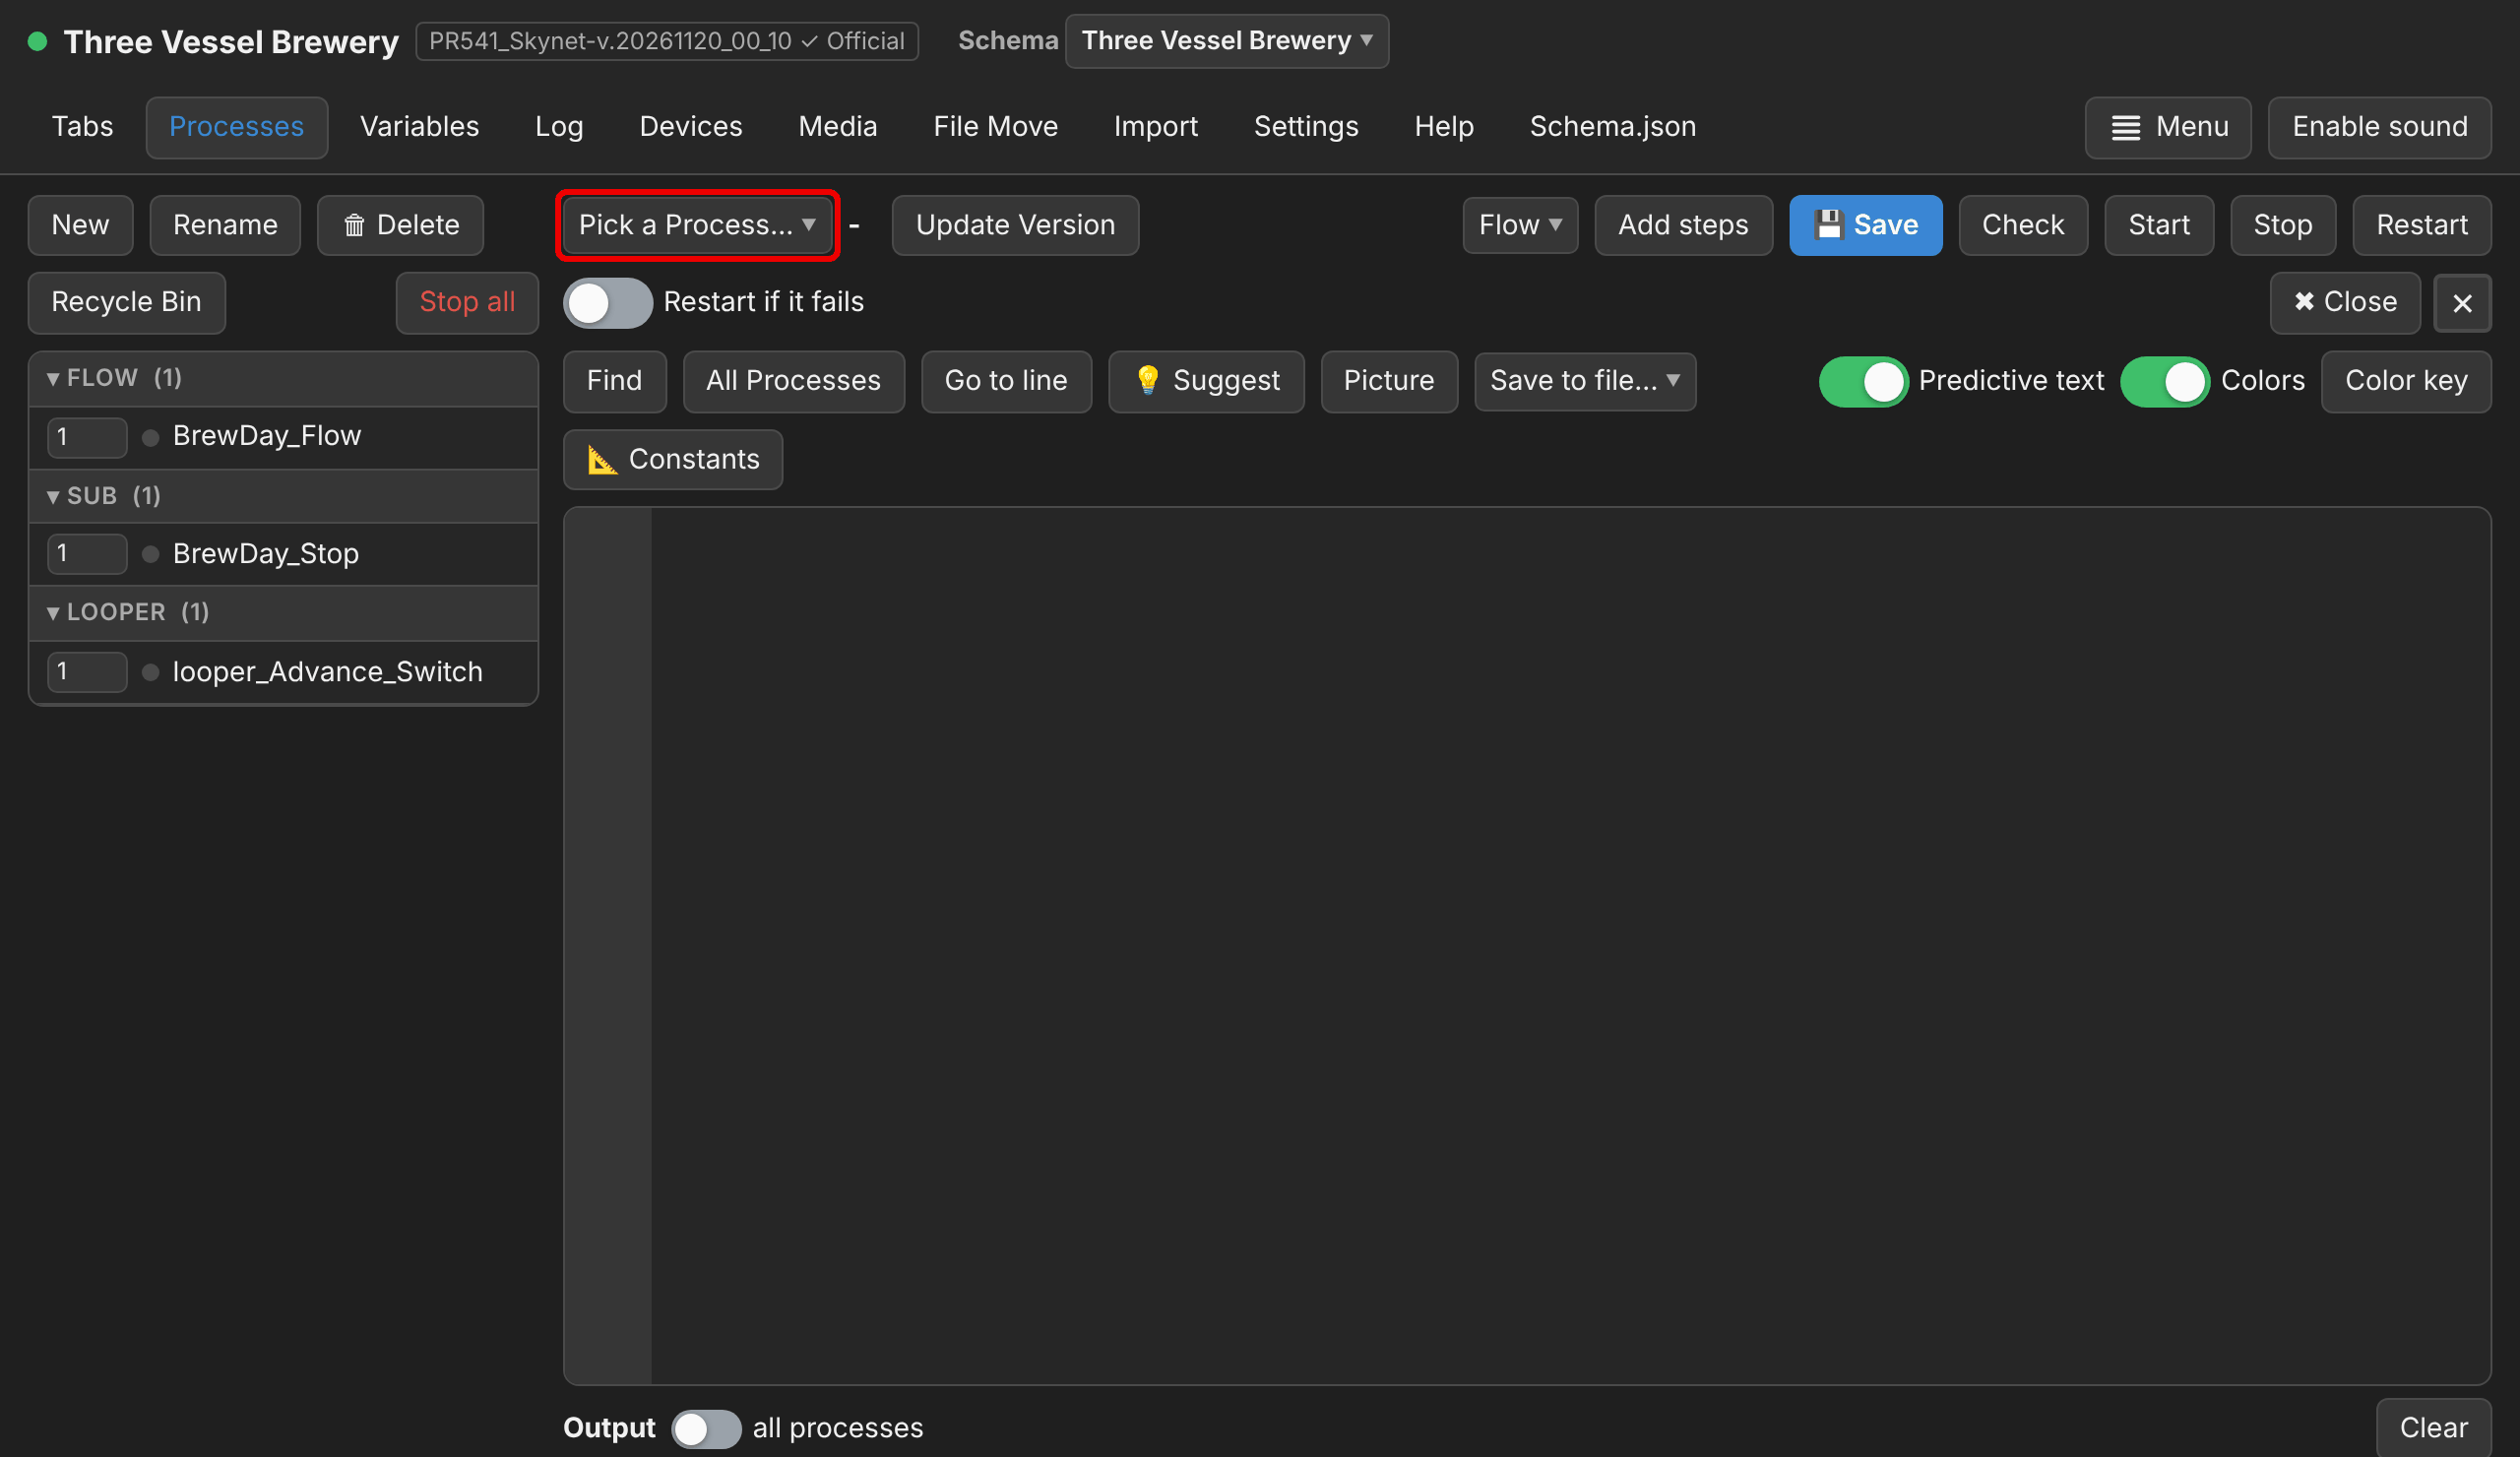 Three Vessel Brewery PR541_Skynet-v.20261120_00_10 ✓ Official Schema Three Vessel Brewery ▾
Tabs Processes Variables Log Devices Media File Move Import Settings Help Schema.json Menu Enable sound
New Rename 🗑 Delete Pick a Process... ▾ - Update Version Flow ▾ Add steps 💾 Save Check Start Stop Restart
Recycle Bin Stop all Restart if it fails ✖ Close ✕
▾ FLOW (1) Find All Processes Go to line 💡 Suggest Picture Save to file... ▾ Predictive text Colors Color key
1 BrewDay_Flow 📐 Constants
▾ SUB (1)
1 BrewDay_Stop
▾ LOOPER (1)
1 looper_Advance_Switch
Output all processes Clear